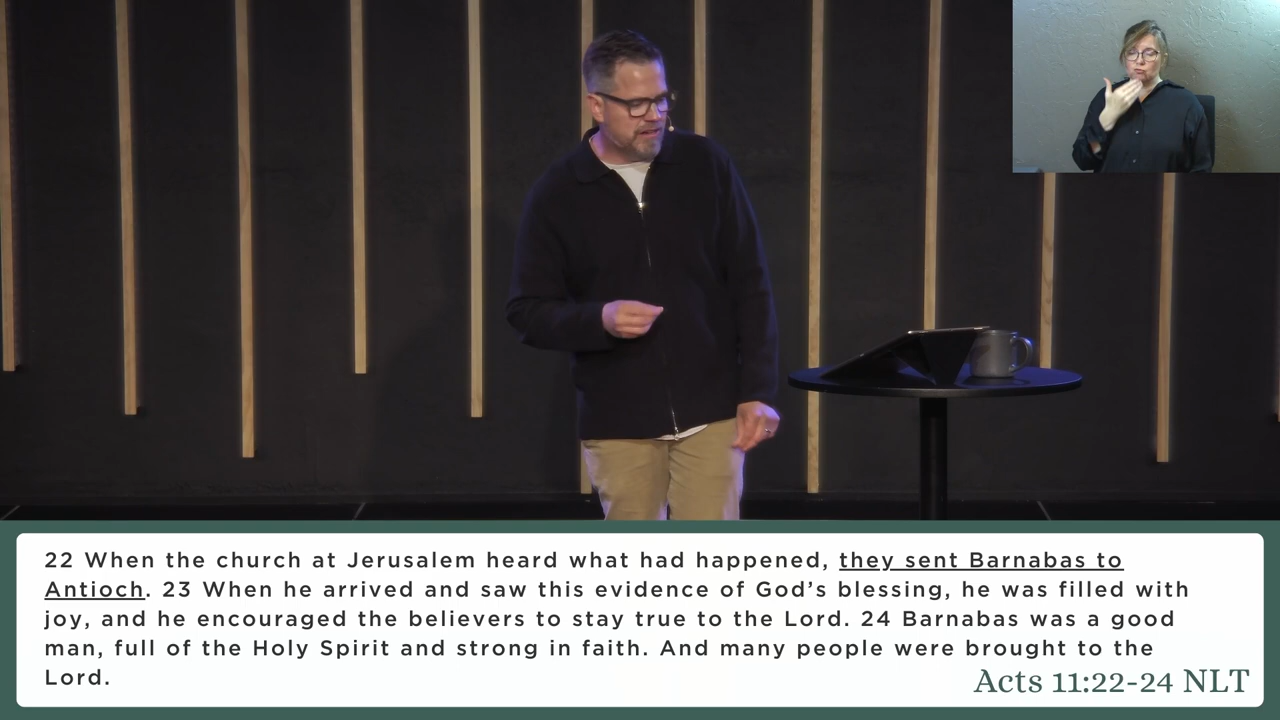 22 When the church at Jerusalem heard what had happened, they sent Barnabas to
Antioch. 23 When he arrived and saw this evidence of God’s blessing, he was filled with
joy, and he encouraged the believers to stay true to the Lord. 24 Barnabas was a good
man, full of the Holy Spirit and strong in faith. And many people were brought to the
Lord.
Acts 11:22-24 NLT